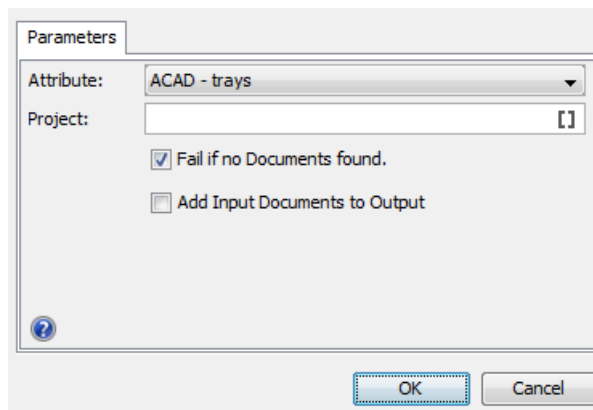 Parameters
Attribute: ACAD - trays
Project: []
Fail if no Documents found.
Add Input Documents to Output
?
OK Cancel